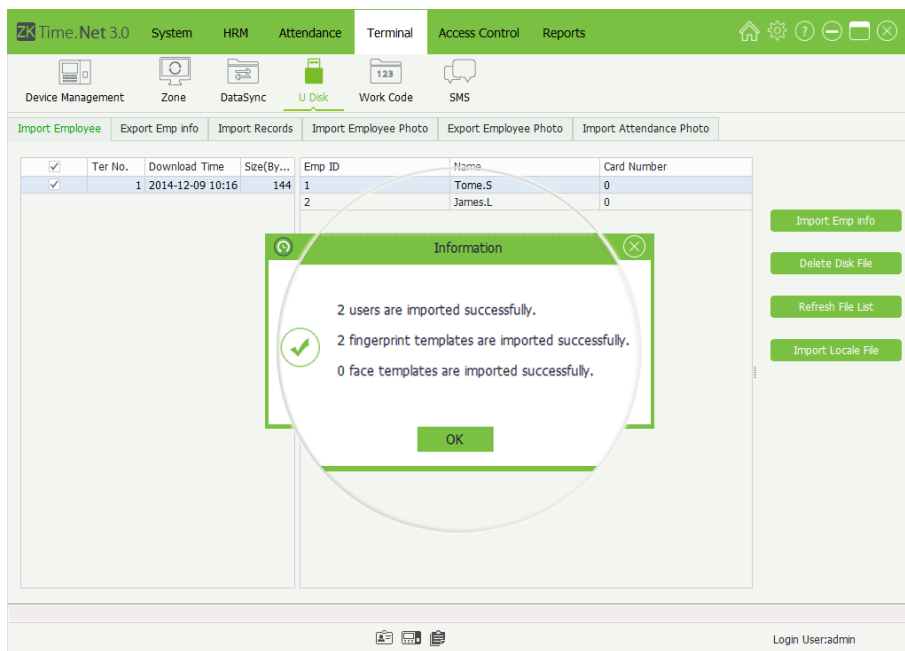 ZK Time.Net 3.0 System HRM Attendance Terminal Access Control Reports
123
Device Management Zone DataSync U Disk Work Code SMS
Import Employee Export Emp info Import Records Import Employee Photo Export Employee Photo Import Attendance Photo
Ter No. Download Time Size(By... Emp ID Name Card Number
1 2014-12-09 10:16 144 1 Tome.S 0
2 James.L 0
Import Emp info
Information
Delete Disk File
2 users are imported successfully.
Refresh File List
2 fingerprint templates are imported successfully.
Import Locale File
0 face templates are imported successfully.
OK
Login User:admin